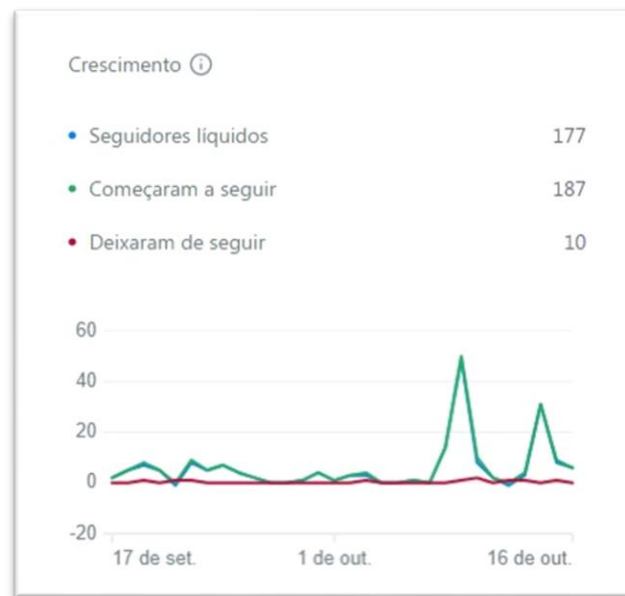 Crescimento
Seguidores líquidos 177
Começaram a seguir 187
Deixaram de seguir 10
60
40
20
0
-20
17 de set. 1 de out. 16 de out.